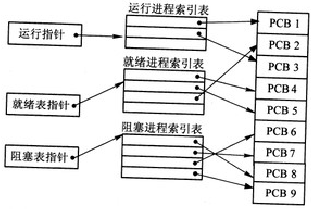 运行进程索引表
运行指针
就绪进程索引表
就绪表指针
阻塞进程索引表
阻塞表指针
PCB 1
PCB 2
PCB 3
PCB 4
PCB 5
PCB 6
PCB 7
PCB 8
PCB 9